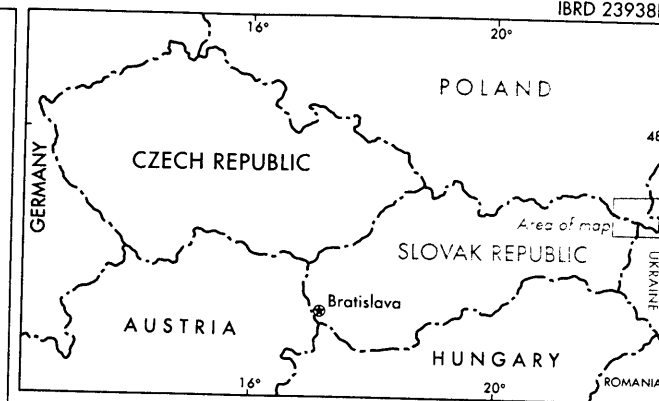 IBRD 23938
16° 20°
POLAND
48
CZECH REPUBLIC
GERMANY
Area of map
SLOVAK REPUBLIC
UKRAINE
Bratislava
AUSTRIA
HUNGARY
ROMANIA
16° 20°